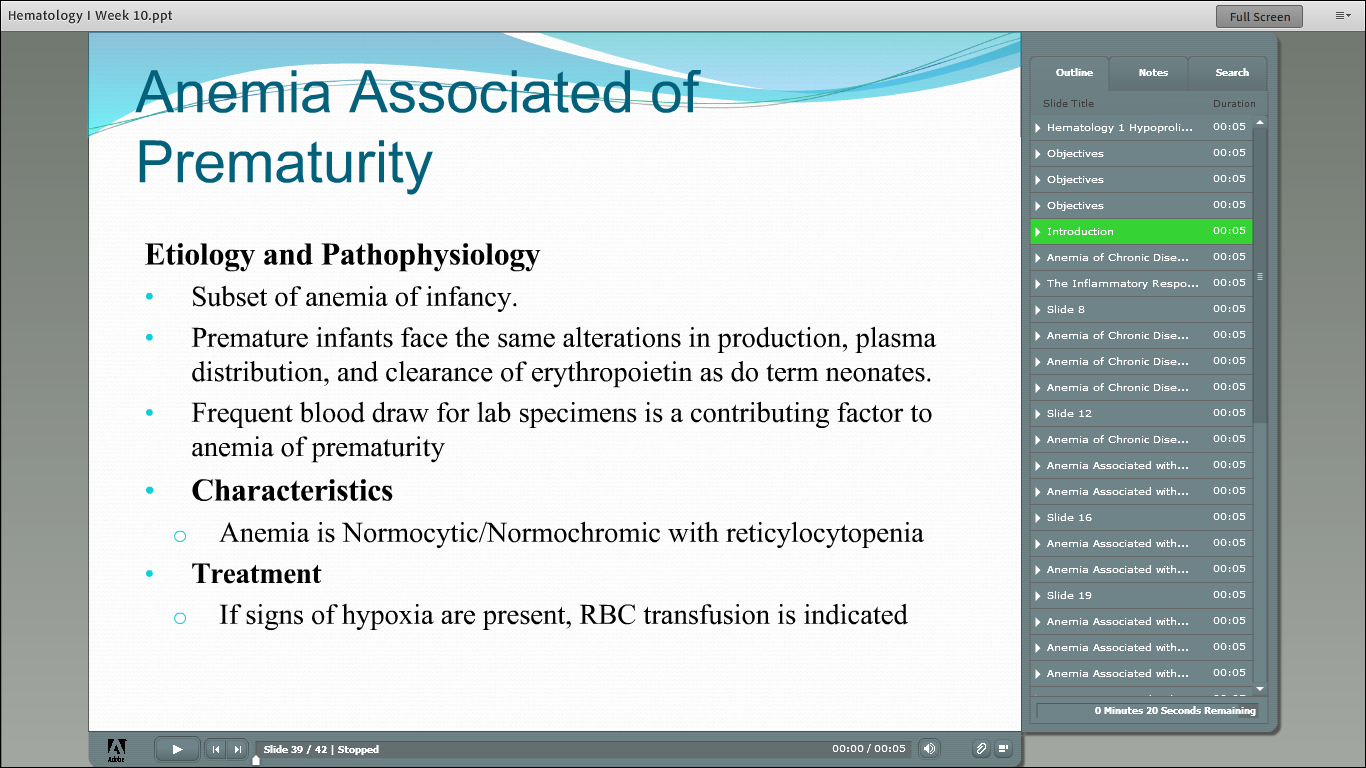 Hematology I Week 10.ppt
Full Screen
Anemia Associated of
Prematurity
Etiology and Pathophysiology
• Subset of anemia of infancy.
• Premature infants face the same alterations in production, plasma
distribution, and clearance of erythropoietin as do term neonates.
• Frequent blood draw for lab specimens is a contributing factor to
anemia of prematurity
• Characteristics
o Anemia is Normocytic/Normochromic with reticylocytopenia
• Treatment
o If signs of hypoxia are present, RBC transfusion is indicated
Outline Notes Search
Slide Title Duration
Hematology 1 Hypoproli... 00:05
Objectives 00:05
Objectives 00:05
Objectives 00:05
Introduction 00:05
Anemia of Chronic Dise... 00:05
The Inflammatory Respo... 00:05
Slide 8 00:05
Anemia of Chronic Dise... 00:05
Anemia of Chronic Dise... 00:05
Anemia of Chronic Dise... 00:05
Slide 12 00:05
Anemia of Chronic Dise... 00:05
Anemia Associated with... 00:05
Anemia Associated with... 00:05
Slide 16 00:05
Anemia Associated with... 00:05
Anemia Associated with... 00:05
Slide 19 00:05
Anemia Associated with... 00:05
Anemia Associated with... 00:05
Anemia Associated with... 00:05
0 Minutes 20 Seconds Remaining
Adobe
Slide 39 / 42 | Stopped 00:00 / 00:05